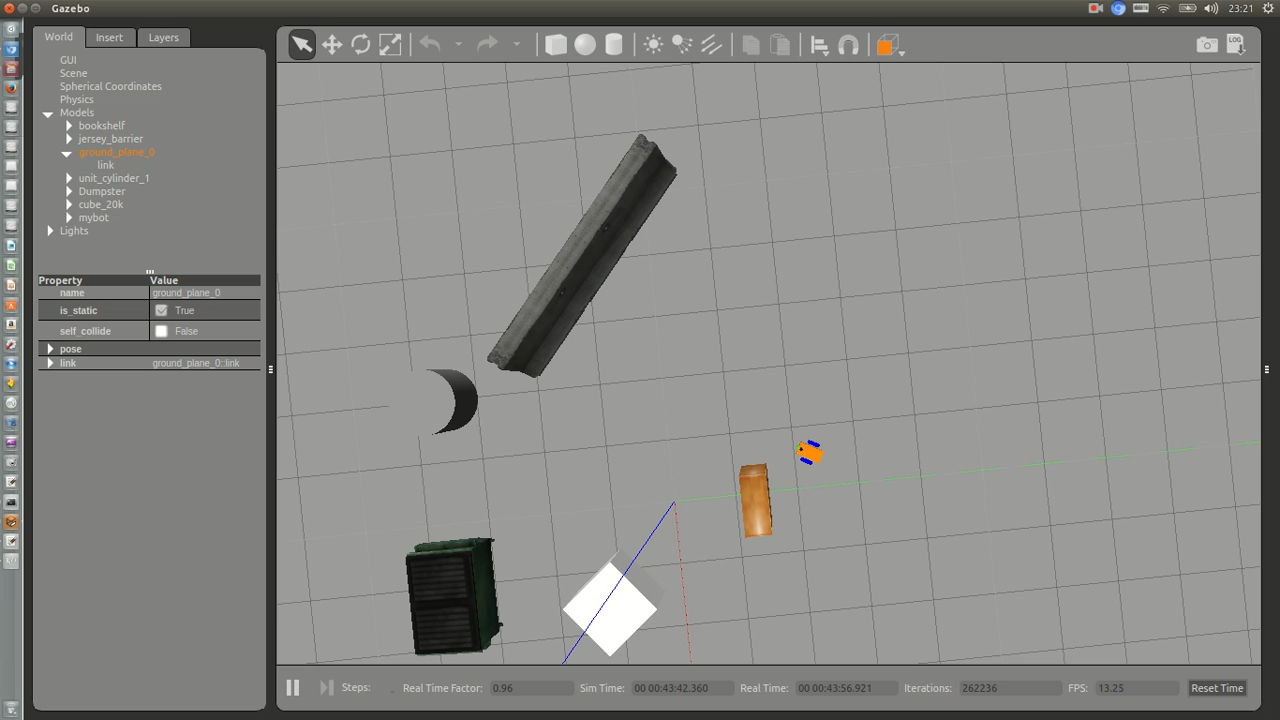 Gazebo
23:21
World Insert Layers
LOG
GUI
Scene
Spherical Coordinates
Physics
Models
bookshelf
jersey_barrier
ground_plane_0
link
unit_cylinder_1
Dumpster
cube_20k
mybot
Lights
Property Value
name ground_plane_0
is_static True
self_collide False
pose
link ground_plane_0::link
Steps: Real Time Factor: 0.96 Sim Time: 00 00:43:42.360 Real Time: 00 00:43:56.921 Iterations: 262236 FPS: 13.25 Reset Time